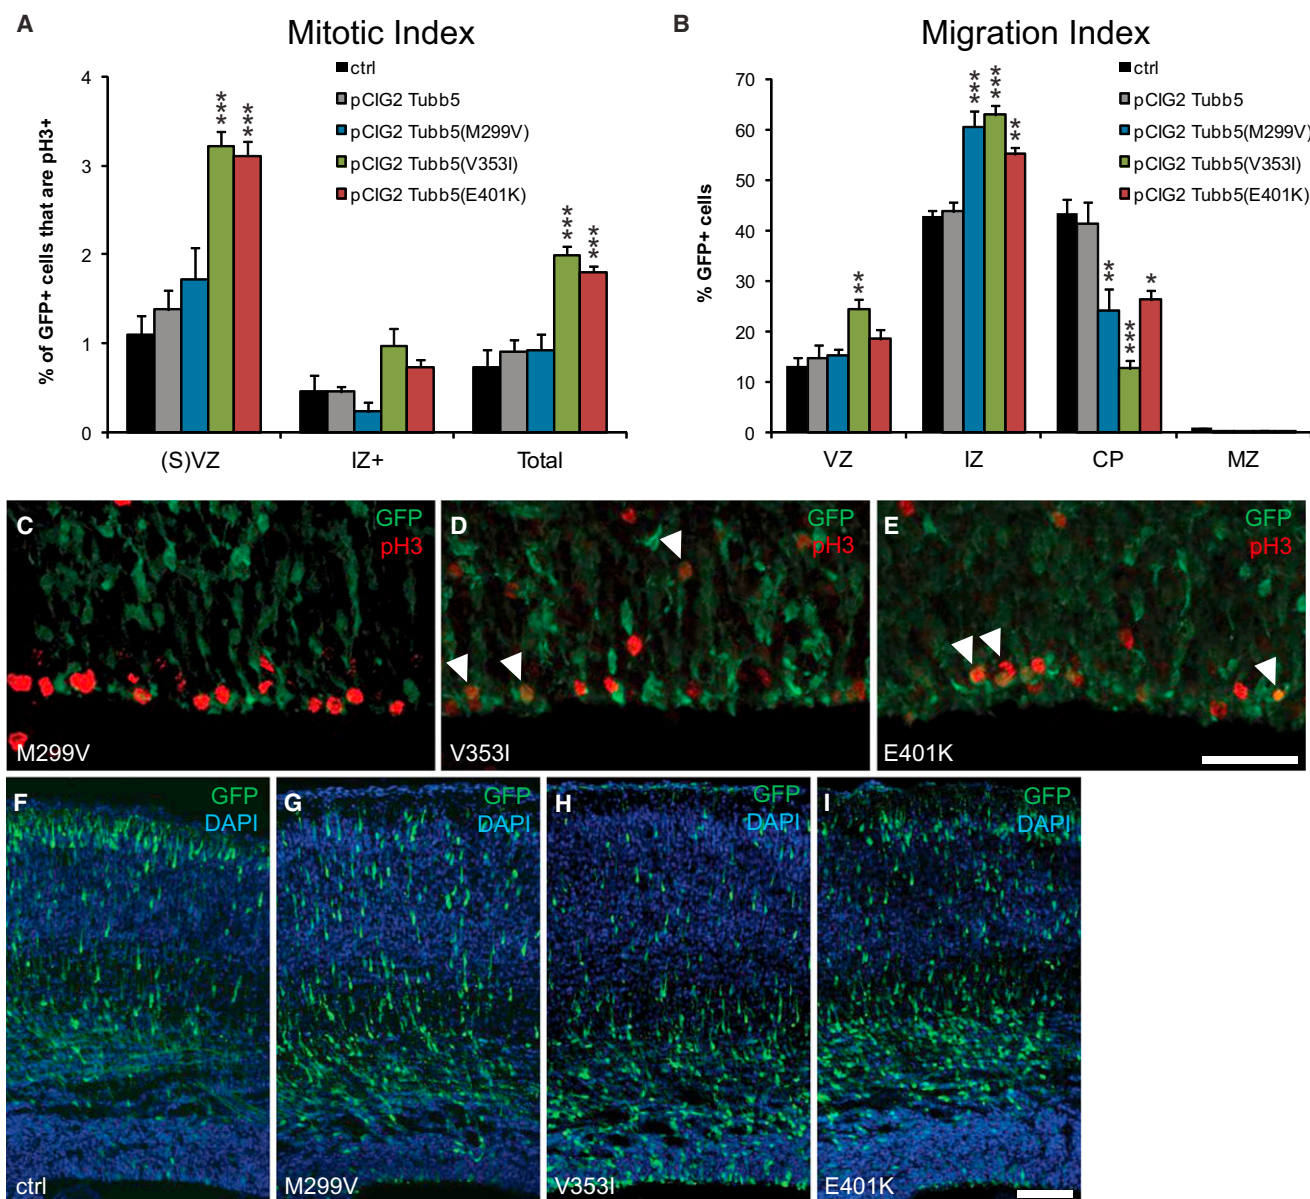 A
Mitotic Index
ctrl
pCIG2 Tubb5
pCIG2 Tubb5(M299V)
pCIG2 Tubb5(V353I)
pCIG2 Tubb5(E401K)
% of GFP+ cells that are pH3+
4
3
2
1
0
***
***
***
***
(S)VZ
IZ+
Total
B
Migration Index
ctrl
pCIG2 Tubb5
pCIG2 Tubb5(M299V)
pCIG2 Tubb5(V353I)
pCIG2 Tubb5(E401K)
% GFP+ cells
70
60
50
40
30
20
10
0
**
***
***
**
**
***
*
VZ
IZ
CP
MZ
C
GFP
pH3
M299V
D
GFP
pH3
V353I
E
GFP
pH3
E401K
F
GFP
DAPI
ctrl
G
GFP
DAPI
M299V
H
GFP
DAPI
V353I
I
GFP
DAPI
E401K